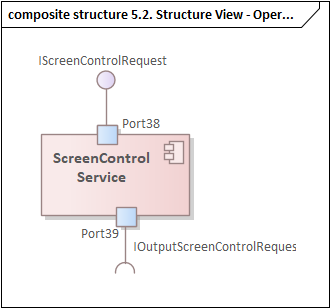 composite structure 5.2. Structure View - Oper...
IScreenControlRequest
Port38
ScreenControl
Service
Port39
IOutputScreenControlReques